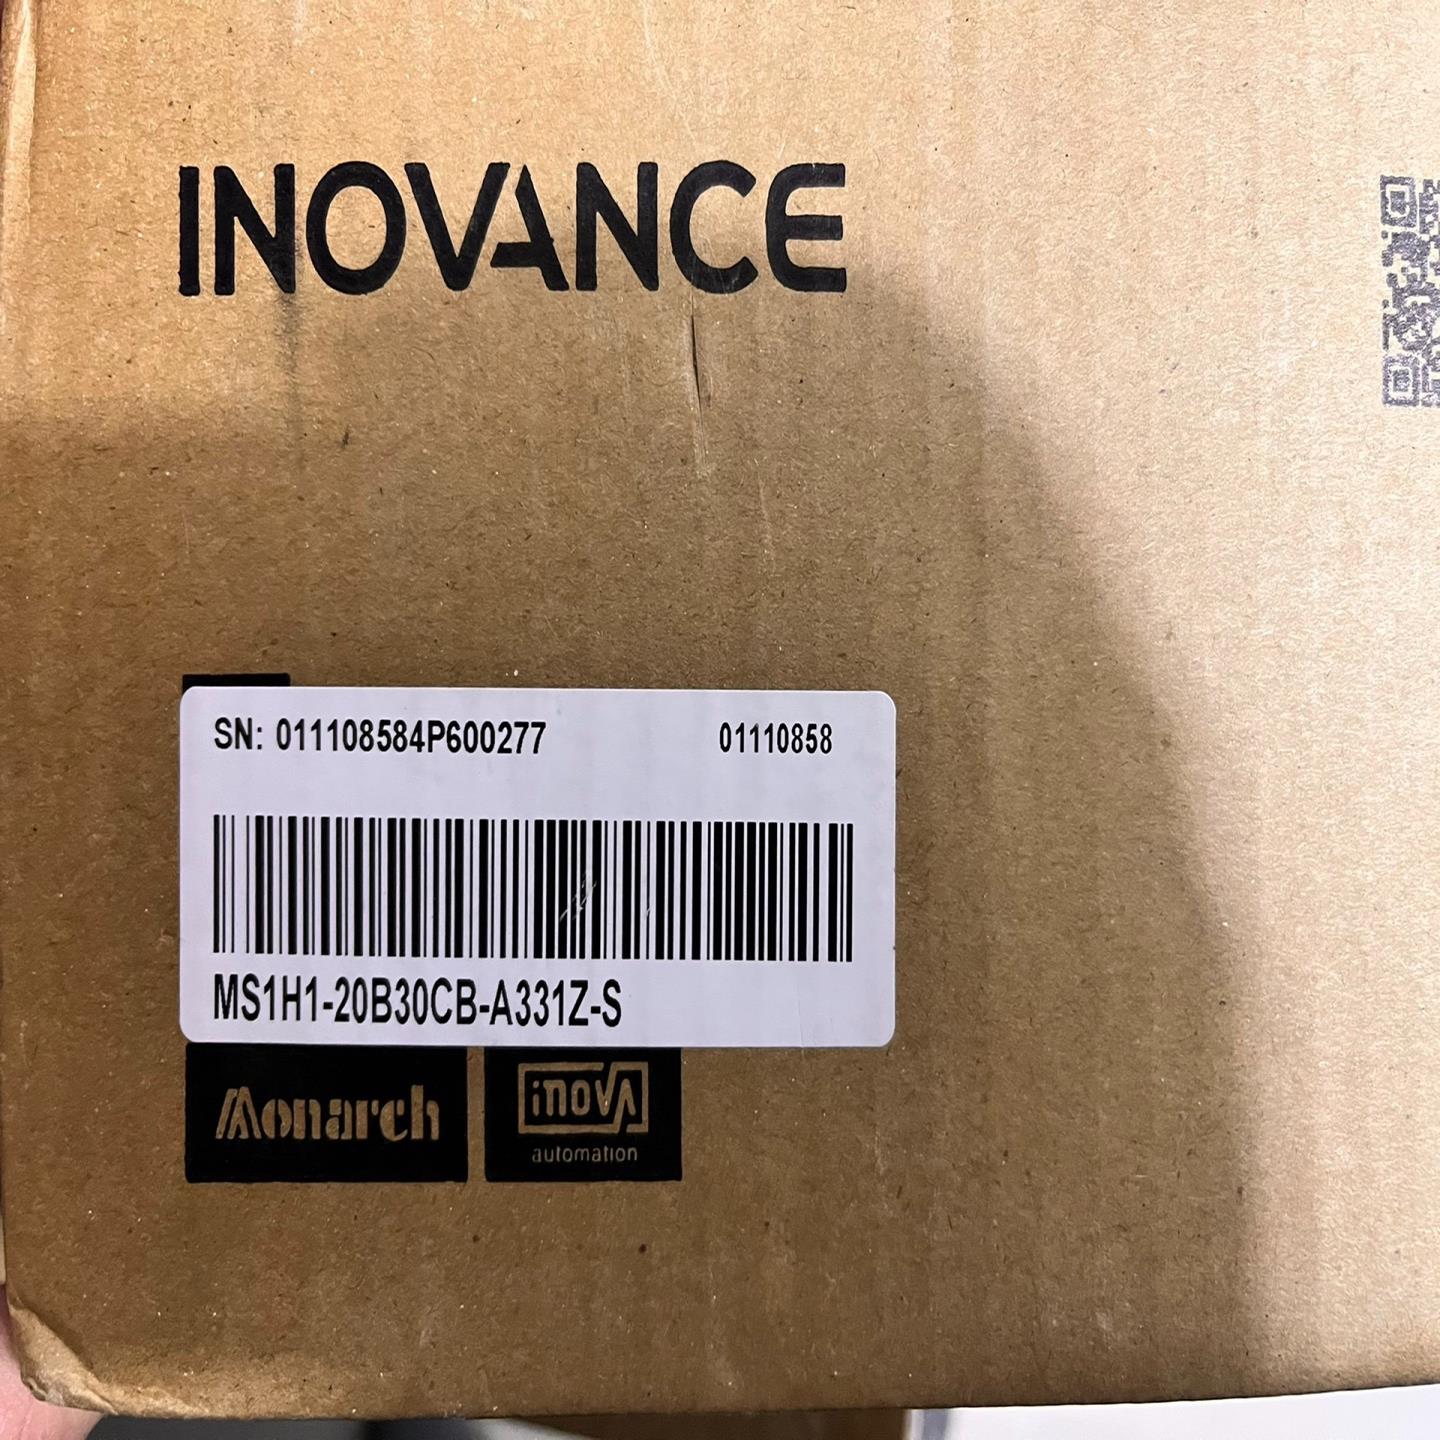 INOVANCE
SN: 011108584P600277 01110858
MS1H1-20B30CB-A331Z-S
Monarch
inovA
automation